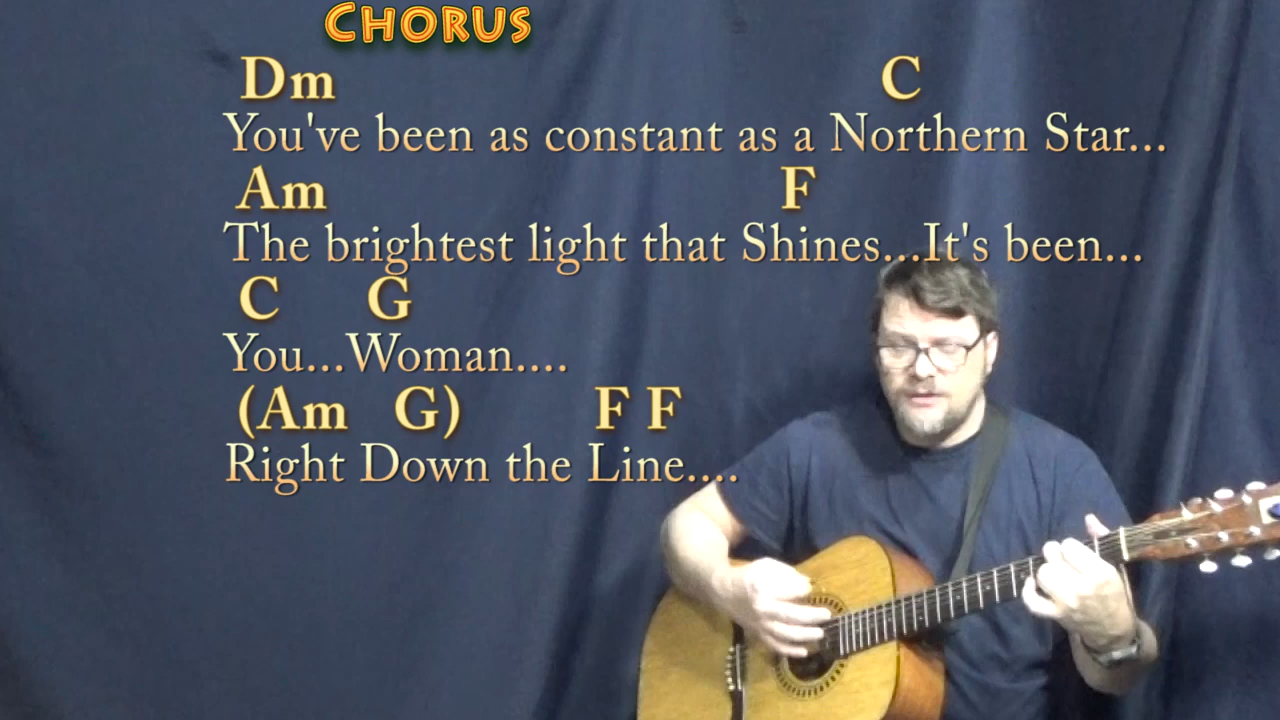 CHORUS
Dm C
You've been as constant as a Northern Star...
Am F
The brightest light that Shines...It's been...
C G
You...Woman....
(Am G) F F
Right Down the Line....